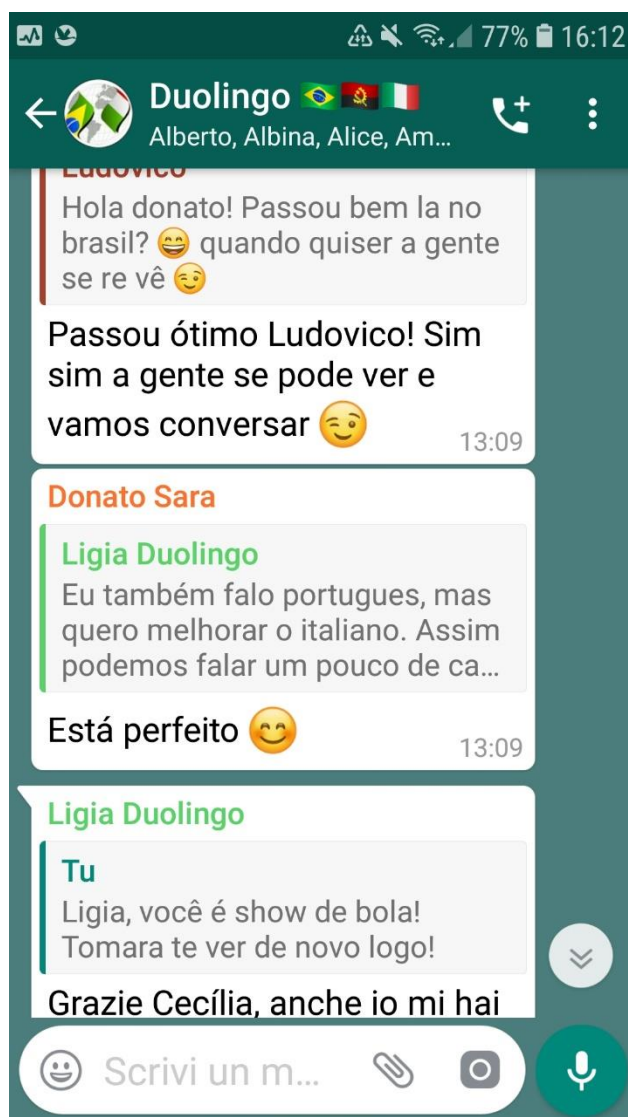 77% 16:12
Duolingo 🇧🇷🇦🇴🇮🇹
Alberto, Albina, Alice, Am...
Ludovico
Hola donato! Passou bem la no
brasil? 😄 quando quiser a gente
se re vê 😉
Passou ótimo Ludovico! Sim
sim a gente se pode ver e
vamos conversar 😉
13:09
Donato Sara
Ligia Duolingo
Eu também falo portugues, mas
quero melhorar o italiano. Assim
podemos falar um pouco de ca...
Está perfeito 😊
13:09
Ligia Duolingo
Tu
Ligia, você é show de bola!
Tomara te ver de novo logo!
Grazie Cecília, anche io mi hai
Scrivi un m...